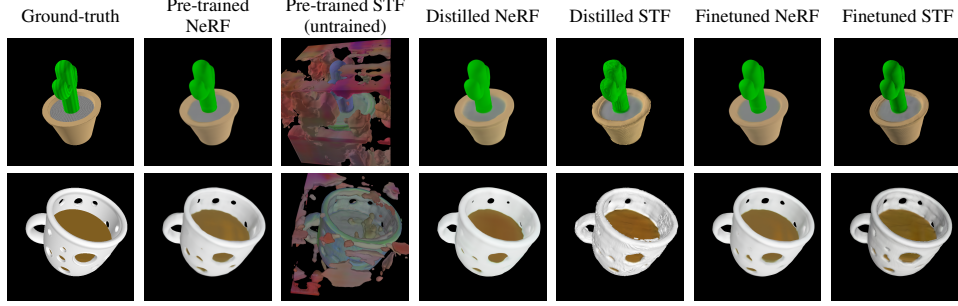 Ground-truth
Pre-trained
NeRF
Pre-trained STF
(untrained)
Distilled NeRF
Distilled STF
Finetuned NeRF
Finetuned STF